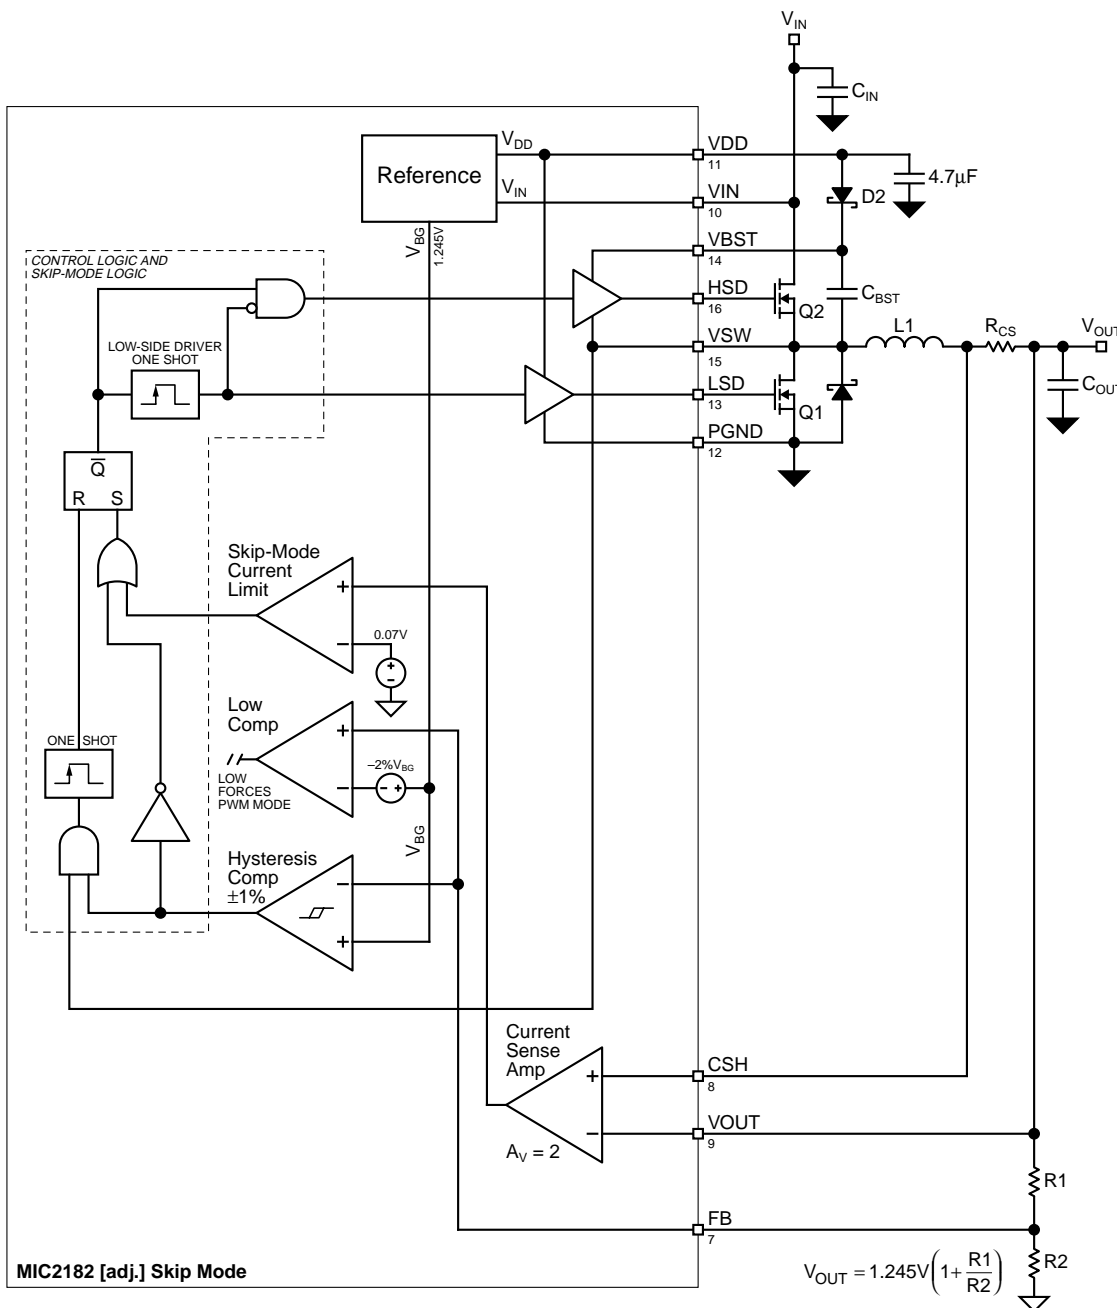 VIN
CIN
VDD
11
4.7µF
D2
VDD
Reference
VIN
VIN
10
VBG
1.245V
VBST
14
CONTROL LOGIC AND
SKIP-MODE LOGIC
HSD
16
Q2
CBST
LOW-SIDE DRIVER
ONE SHOT
VSW
15
L1
RCS
VOUT
COUT
LSD
13
Q1
PGND
12
Q
R S
Skip-Mode
Current
Limit
+
−
0.07V
+
−
Low
Comp
+
−
−2%VBG
− +
ONE SHOT
LOW
FORCES
PWM MODE
VBG
Hysteresis
Comp
±1%
−
+
Current
Sense
Amp
+
−
AV = 2
CSH
8
VOUT
9
R1
FB
7
R2
MIC2182 [adj.] Skip Mode
VOUT = 1.245V(1+R1/R2)